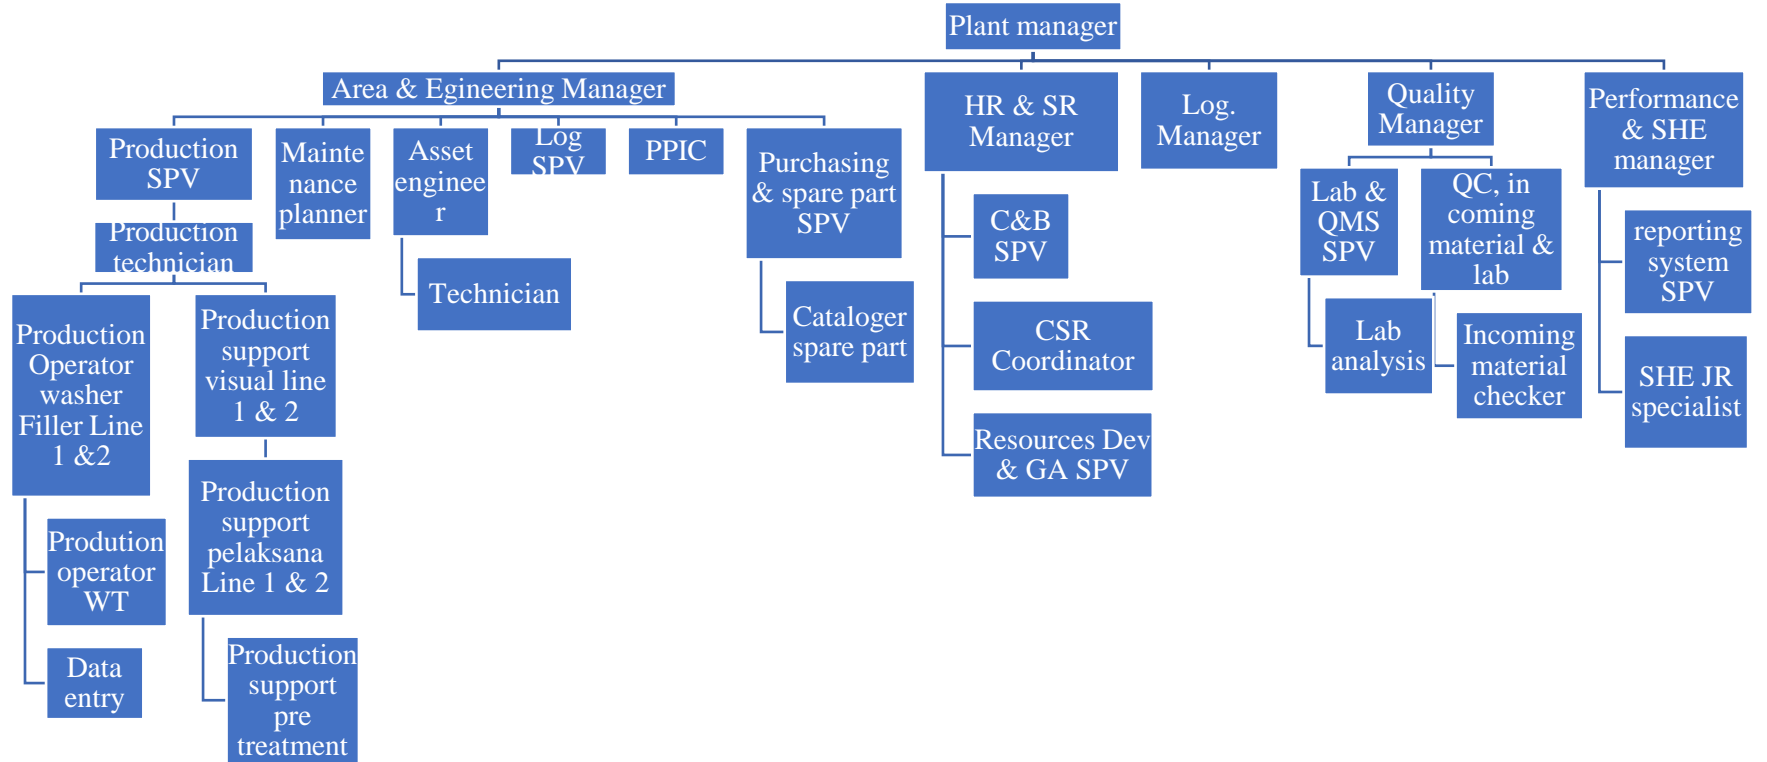 Plant manager
Area & Egineering Manager
HR & SR
Manager
Log.
Manager
Quality
Manager
Performance
& SHE
manager
Production
SPV
Mainte
nance
planner
Asset
enginee
r
Log
SPV
PPIC
Purchasing
& spare part
SPV
Production
technician
Technician
Cataloger
spare part
C&B
SPV
CSR
Coordinator
Resources Dev
& GA SPV
Lab &
QMS
SPV
QC, in
coming
material &
lab
Lab
analysis
Incoming
material
checker
reporting
system
SPV
SHE JR
specialist
Production
Operator
washer
Filler Line
1 &2
Production
support
visual line
1 & 2
Prodution
operator
WT
Data
entry
Production
support
pelaksana
Line 1 & 2
Production
support
pre
treatment